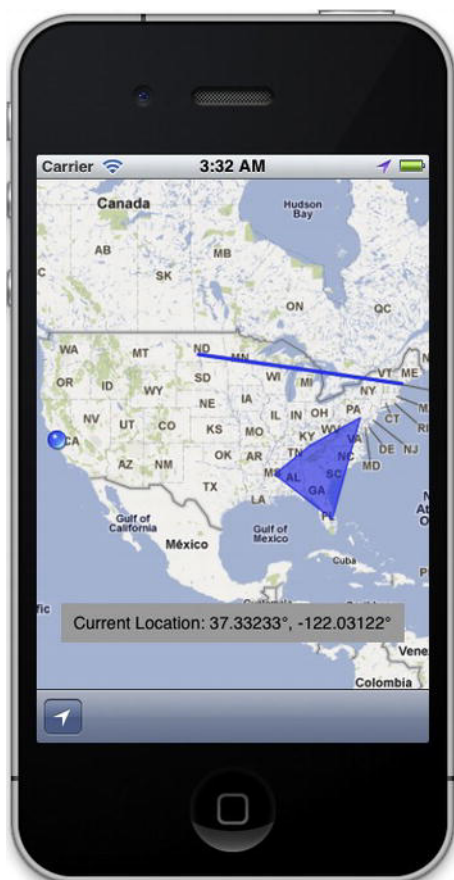 Carrier 3:32 AM
Canada
Hudson
Bay
AB
MB
SK
ON
QC
WA
MT
ND
MN
VT ME
OR
ID
SD
WI
MI
NY
WY
NE
IA
PA
CT
NV
UT
CO
KS
IL IN OH
MO
KY
WV
VA
RI
CA
DE NJ
MD
AZ NM
OK AR
TN
NC
MS
AL
SC
GA
TX
LA
FL
Gulf of
California
México
Gulf of
Mexico
Cuba
Current Location: 37.33233°, -122.03122°
Vene
Colombia